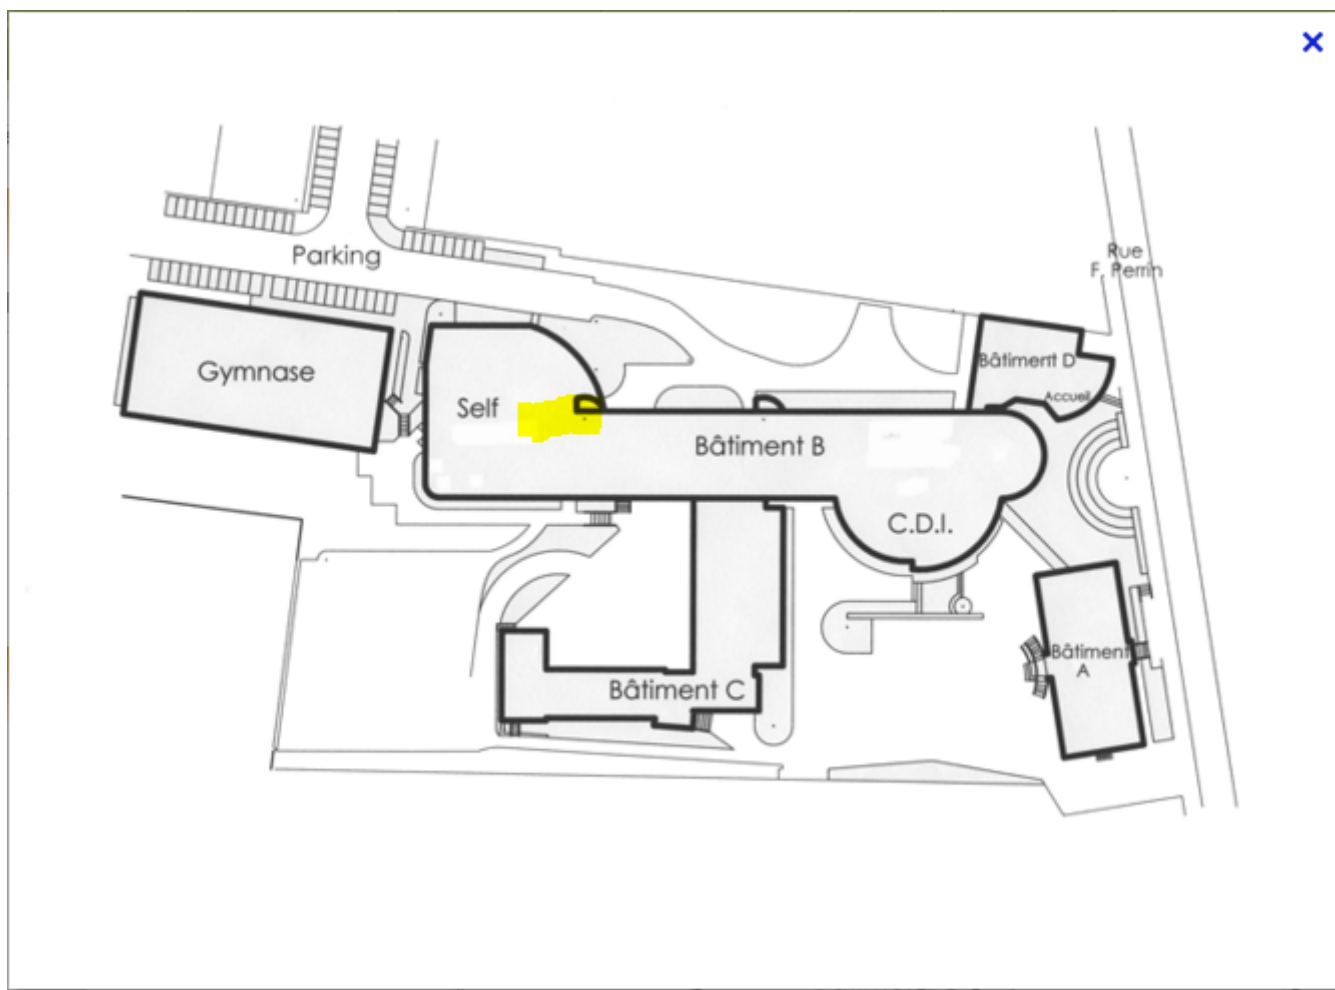 Parking
Rue
F. Perrin
Gymnase
Bâtiment D
Accueil
Self
Bâtiment B
C.D.I.
Bâtiment
A
Bâtiment C